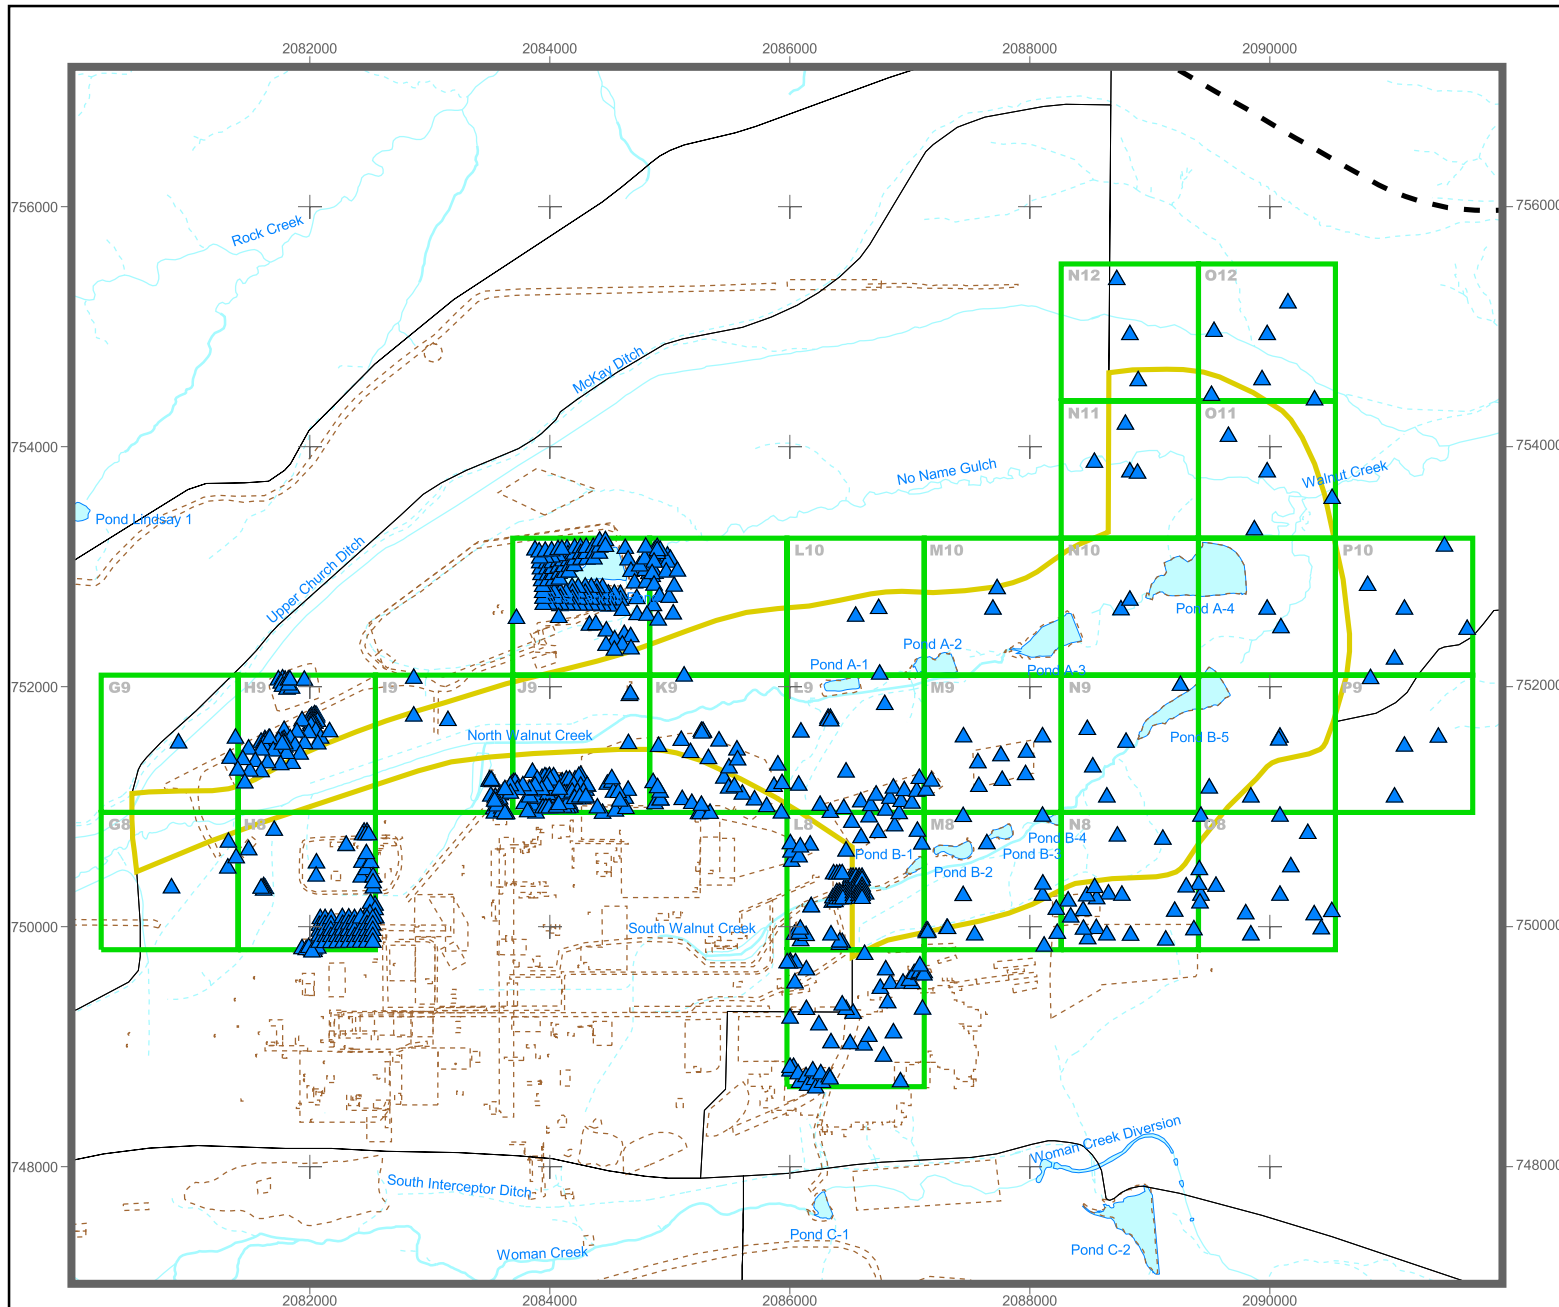 2082000 2084000 2086000 2088000 2090000
756000 756000
Rock Creek
N12 O12
McKay Ditch
N11 O11
754000 754000
No Name Gulch
Walnut Creek
Pond Lindsay 1
Upper Church Ditch
L10 M10 N10 P10
Pond A-4
Pond A-2
Pond A-1 Pond A-3
752000 752000
G9 H9 I9 J9 K9 L9 M9 N9 P9
North Walnut Creek
Pond B-5
G8 H8 L8 M8 N8 O8
Pond B-4
Pond B-1 Pond B-3
Pond B-2
750000 750000
South Walnut Creek
748000 748000
Woman Creek Diversion
South Interceptor Ditch
Pond C-1
Woman Creek
Pond C-2
2082000 2084000 2086000 2088000 2090000